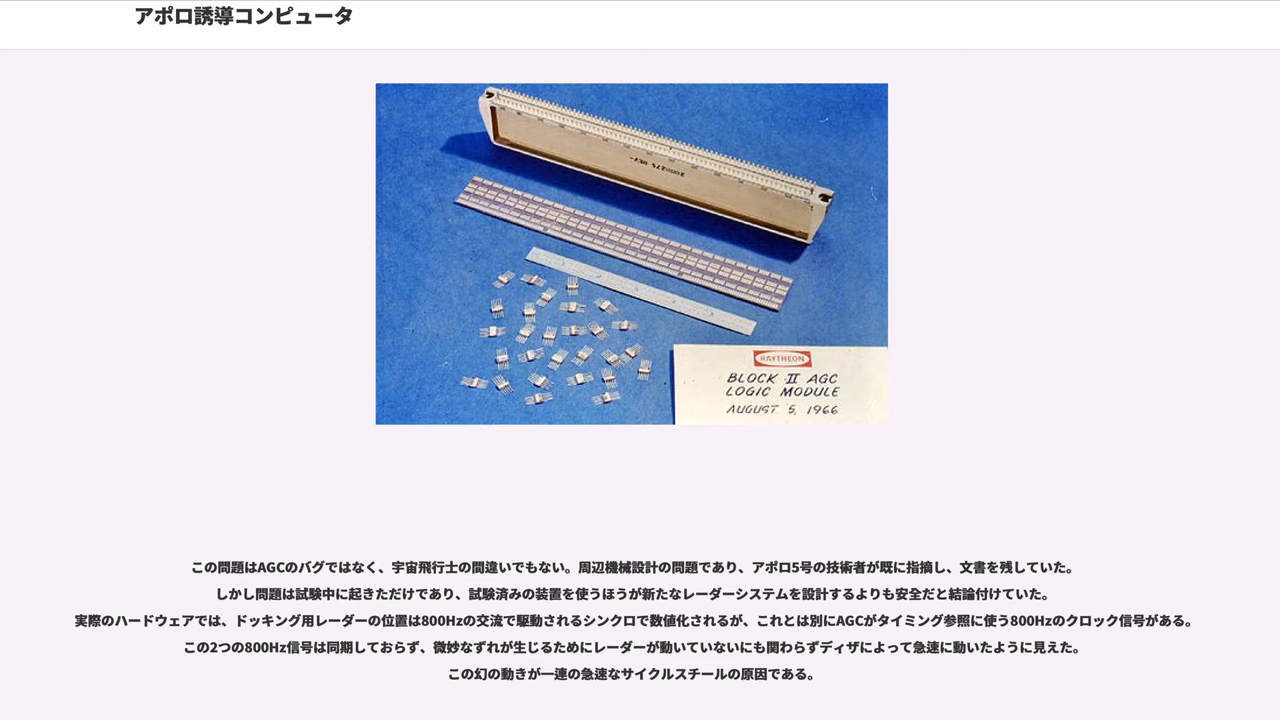 アポロ誘導コンピュータ
RAYTHEON
BLOCK II AGC
LOGIC MODULE
AUGUST 5, 1966
この問題はAGCのバグではなく、宇宙飛行士の間違いでもない。周辺機械設計の問題であり、アポロ5号の技術者が既に指摘し、文書を残していた。
しかし問題は試験中に起きただけであり、試験済みの装置を使うほうが新たなレーダーシステムを設計するよりも安全だと結論付けていた。
実際のハードウェアでは、ドッキング用レーダーの位置は800Hzの交流で駆動されるシンクロで数値化されるが、これとは別にAGCがタイミング参照に使う800Hzのクロック信号がある。
この2つの800Hz信号は同期しておらず、微妙なずれが生じるためにレーダーが動いていないにも関わらずディザによって急速に動いたように見えた。
この幻の動きが一連の急速なサイクルスチールの原因である。